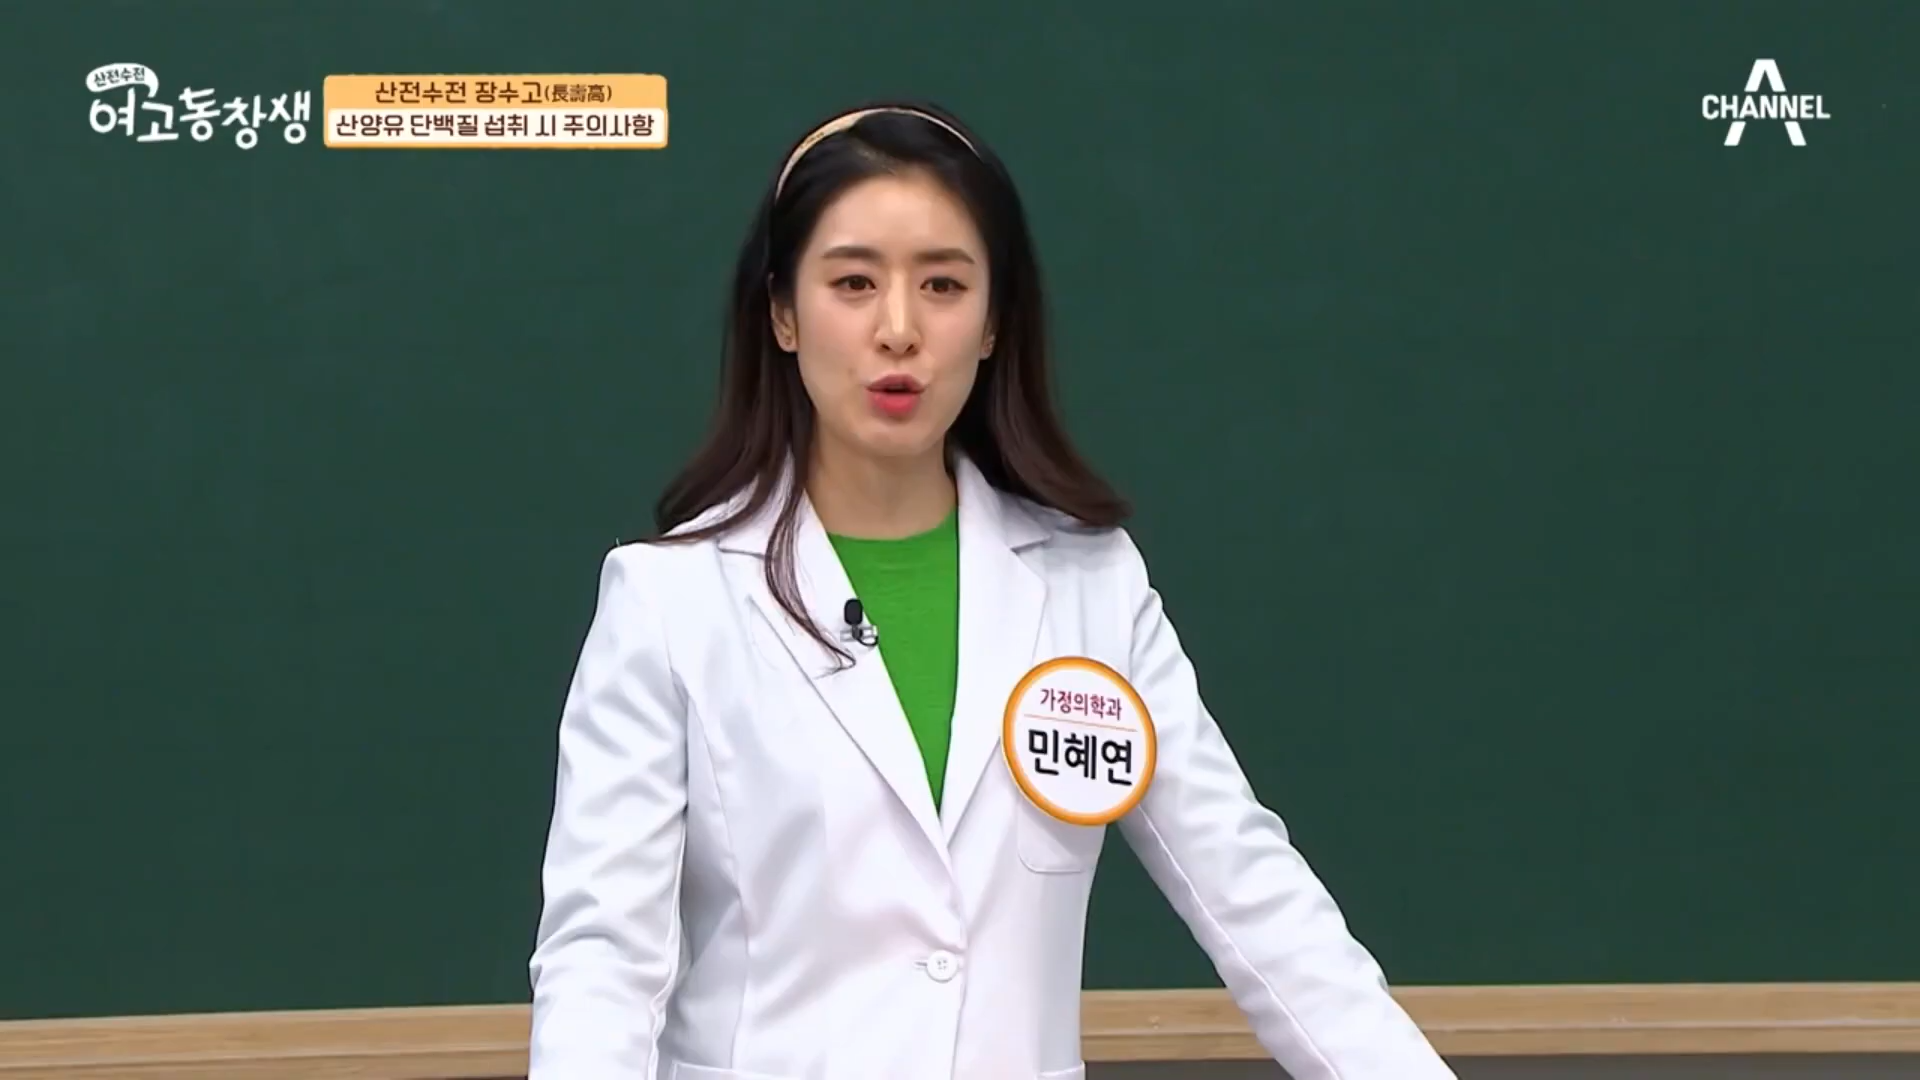 산전수전
여고동창생
산전수전 장수고(長壽高)
산양유 단백질 섭취 시 주의사항
CHANNEL A
가정의학과
민혜연